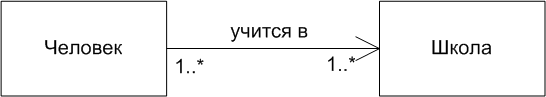 Человек
учится в
1..*
1..*
Школа